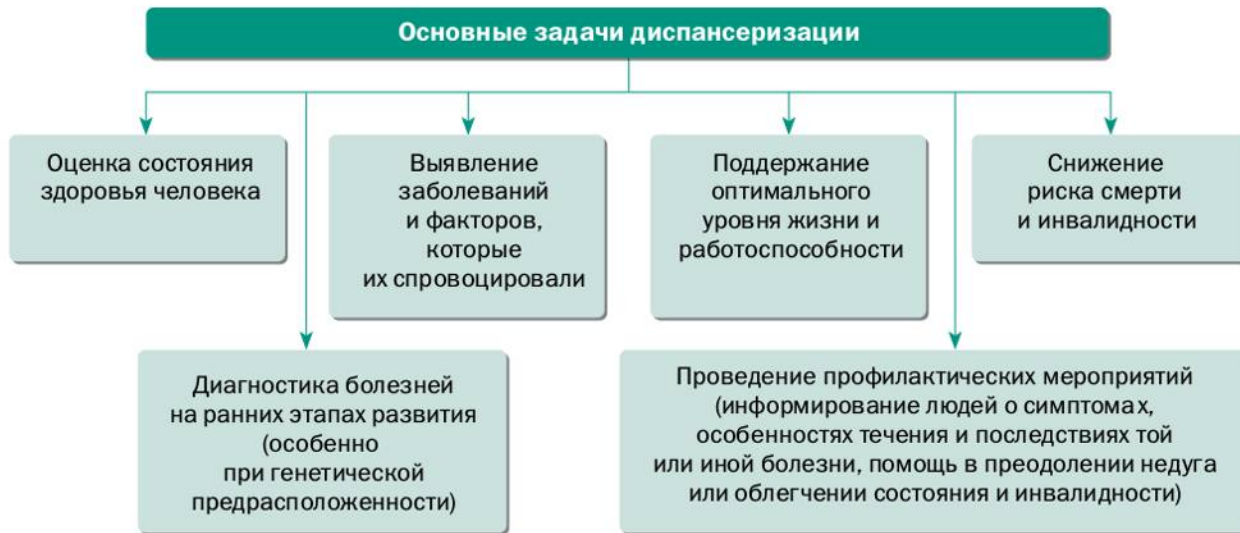 Основные задачи диспансеризации
Оценка состояния
здоровья человека
Выявление
заболеваний
и факторов,
которые
их спровоцировали
Поддержание
оптимального
уровня жизни и
работоспособности
Снижение
риска смерти
и инвалидности
Диагностика болезней
на ранних этапах развития
(особенно
при генетической
предрасположенности)
Проведение профилактических мероприятий
(информирование людей о симптомах,
особенностях течения и последствиях той
или иной болезни, помощь в преодолении недуга
или облегчении состояния и инвалидности)